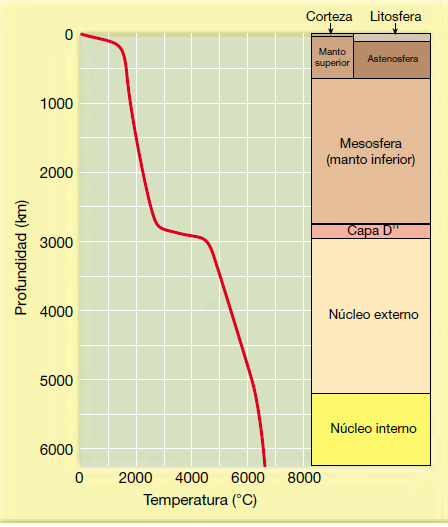 Corteza Litosfera
0
Manto
superior
Astenosfera
1000
Mesosfera
(manto inferior)
2000
Capa D''
3000
Profundidad (km)
Núcleo externo
4000
5000
Núcleo interno
6000
0 2000 4000 6000 8000
Temperatura (°C)